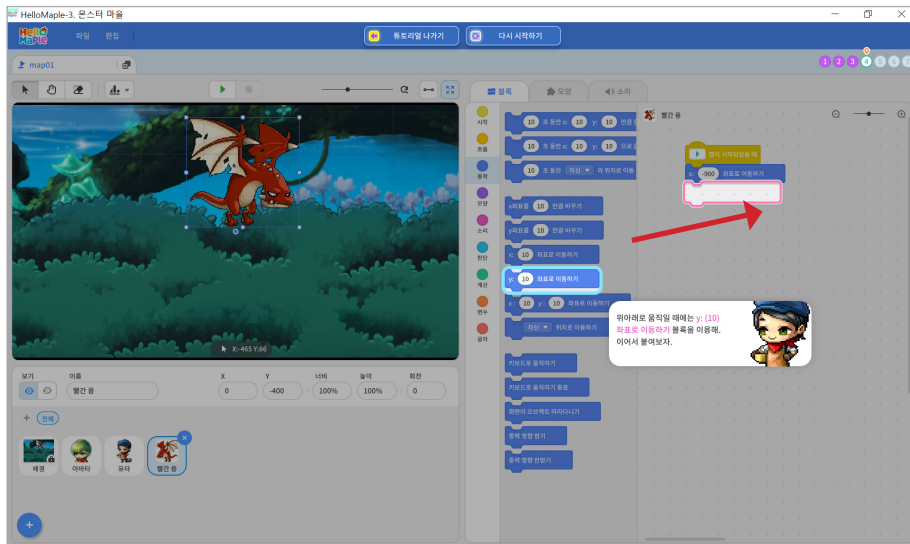 HelloMaple-3. 몬스터 마을
Hello Maple
파일 편집
튜토리얼 나가기
다시 시작하기
map01
1 2 3 4 5 6 7
블록
모양
소리
시작
흐름
동작
모양
소리
판단
계산
변수
글자
10 초 동안 x: 10 y: 10 만큼
10 초 동안 x: 10 y: 10 으로
10 초 동안 자신 의 위치로 이동
x좌표를 10 만큼 바꾸기
y좌표를 10 만큼 바꾸기
x: 10 좌표로 이동하기
y: 10 좌표로 이동하기
x: 10 y: 10 좌표로 이동하기
자신 위치로 이동하기
키보드로 움직이기
키보드로 움직이기 종료
화면이 오브젝트 따라다니기
중력 영향 받기
중력 영향 안받기
빨간 용
맵이 시작되었을 때
x: -900 좌표로 이동하기
위아래로 움직일 때에는 y: (10)
좌표로 이동하기 블록을 이용해.
이어서 붙여보자.
X:-465 Y:86
보기 이름 X Y 너비 높이 회전
빨간 용 0 -400 100% 100% 0
전체
배경 아바타 유타 빨간 용